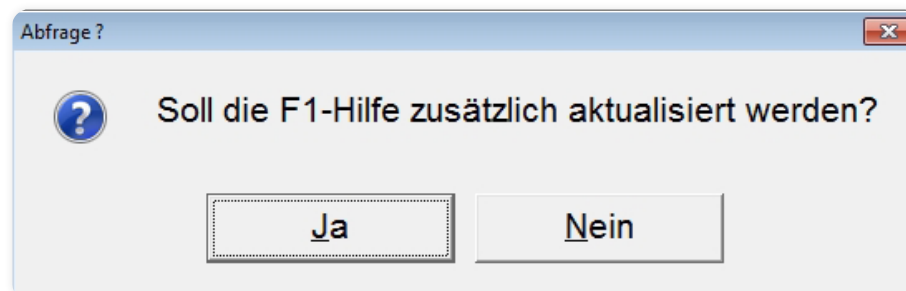 Abfrage ?
Soll die F1-Hilfe zusätzlich aktualisiert werden?
Ja
Nein